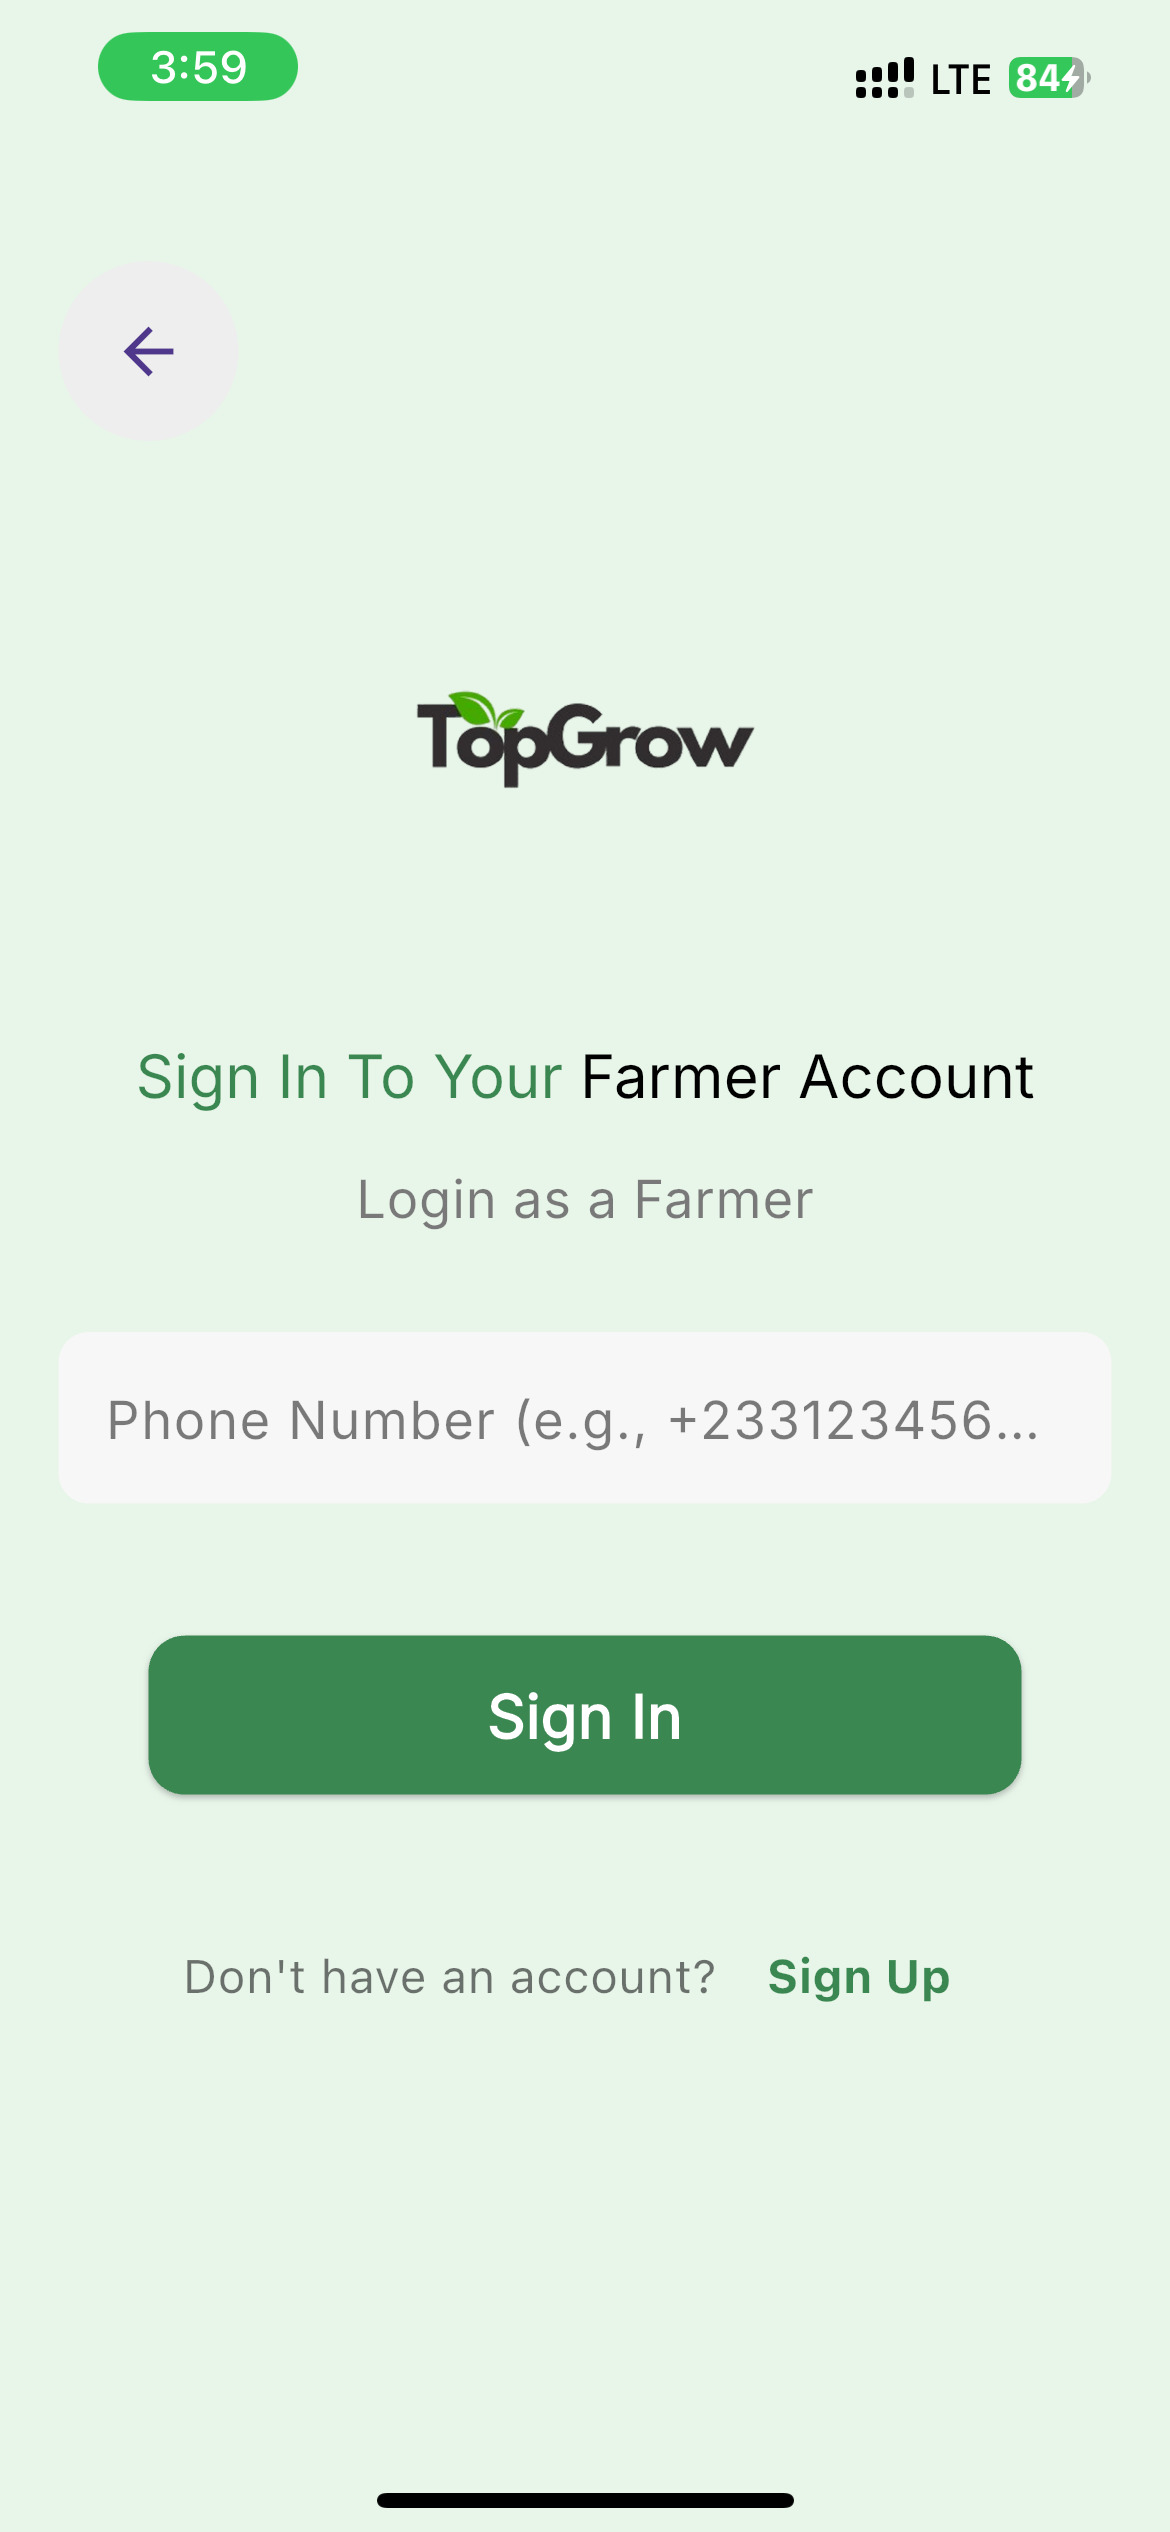 3:59
LTE
84
TopGrow
Sign In To Your Farmer Account
Login as a Farmer
Phone Number (e.g., +233123456...
Sign In
Don't have an account? Sign Up